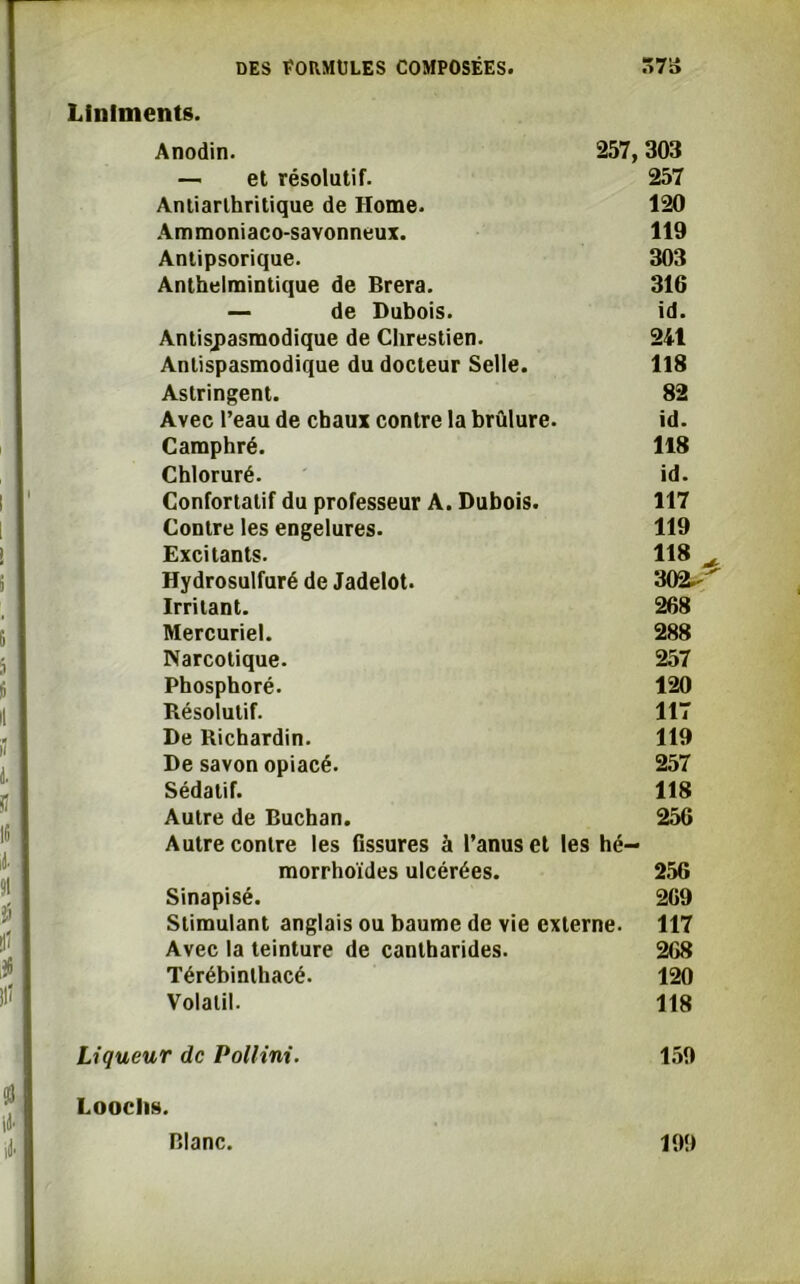 DES FORMULES COMPOSÉES. 375
Liniments.
Anodin. 257, 303
— et résolutif. 257
Antiarthritique de Home. 120
Ammoniaco-savonneux. 119
Antipsorique. 303
Anthelmintique de Brera. 316
— de Dubois. id.
Antispasmodique de Chrestien. 241
Antispasmodique du docteur Selle. 118
Astringent. 82
Avec l'eau de chaux contre la brûlure. id.
Camphré. 118
Chloruré. id.
Confortatif du professeur A. Dubois. 117
Contre les engelures. 119
Excitants. 118
Hydrosulfuré de Jadelot. 302
Irritant. 268
Mercuriel. 288
Narcotique. 257
Phosphoré. 120
Résolutif. 117
De Richardin. 119
De savon opiacé. 257
Sédatif. 118
Autre de Buchan. 256
Autre contre les fissures à l'anus et les hé-
morrhoïdes ulcérées. 256
Sinapisé. 269
Stimulant anglais ou baume de vie externe. 117
Avec la teinture de cantharides. 268
Térébinthacé. 120
Volatil. 118
Liqueur de Pollini. 159
Loochs.
Blanc. 199